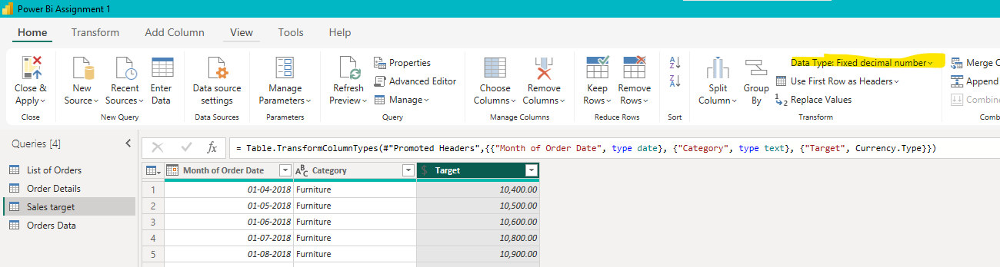 Power Bi Assignment 1
Home Transform Add Column View Tools Help
Close & Apply
Close
New Source
Recent Sources
Enter Data
New Query
Data source settings
Data Sources
Manage Parameters
Parameters
Refresh Preview
Properties
Advanced Editor
Manage
Query
Choose Columns
Remove Columns
Manage Columns
Keep Rows
Remove Rows
Reduce Rows
A Z
Z A
Sort
Split Column
Group By
Data Type: Fixed decimal number
Use First Row as Headers
1 2 Replace Values
Transform
Merge
Append
Combin
Comb
Queries [4]
List of Orders
Order Details
Sales target
Orders Data
fx = Table.TransformColumnTypes(#"Promoted Headers",{{"Month of Order Date", type date}, {"Category", type text}, {"Target", Currency.Type}})
Month of Order Date ABC Category $ Target
1 01-04-2018 Furniture 10,400.00
2 01-05-2018 Furniture 10,500.00
3 01-06-2018 Furniture 10,600.00
4 01-07-2018 Furniture 10,800.00
5 01-08-2018 Furniture 10,900.00